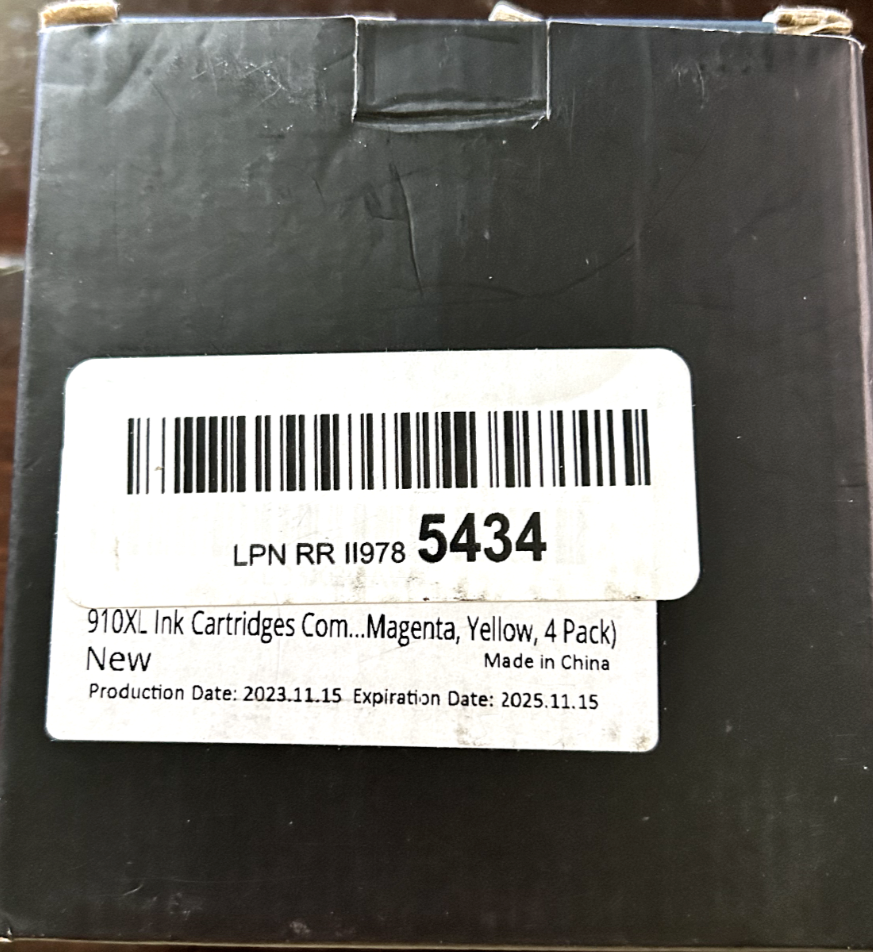 LPN RR II978 5434
910XL Ink Cartridges Com...Magenta, Yellow, 4 Pack)
New Made in China
Production Date: 2023.11.15 Expiration Date: 2025.11.15